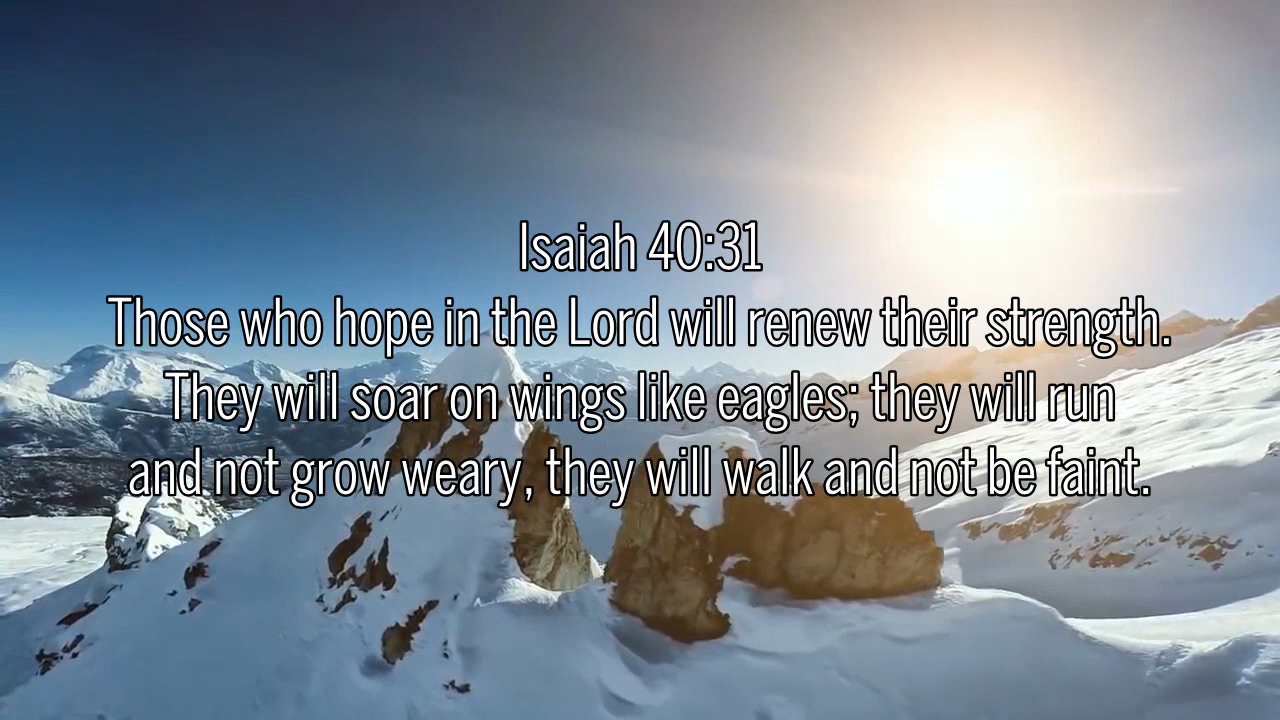 Isaiah 40:31
Those who hope in the Lord will renew their strength.
They will soar on wings like eagles; they will run
and not grow weary, they will walk and not be faint.